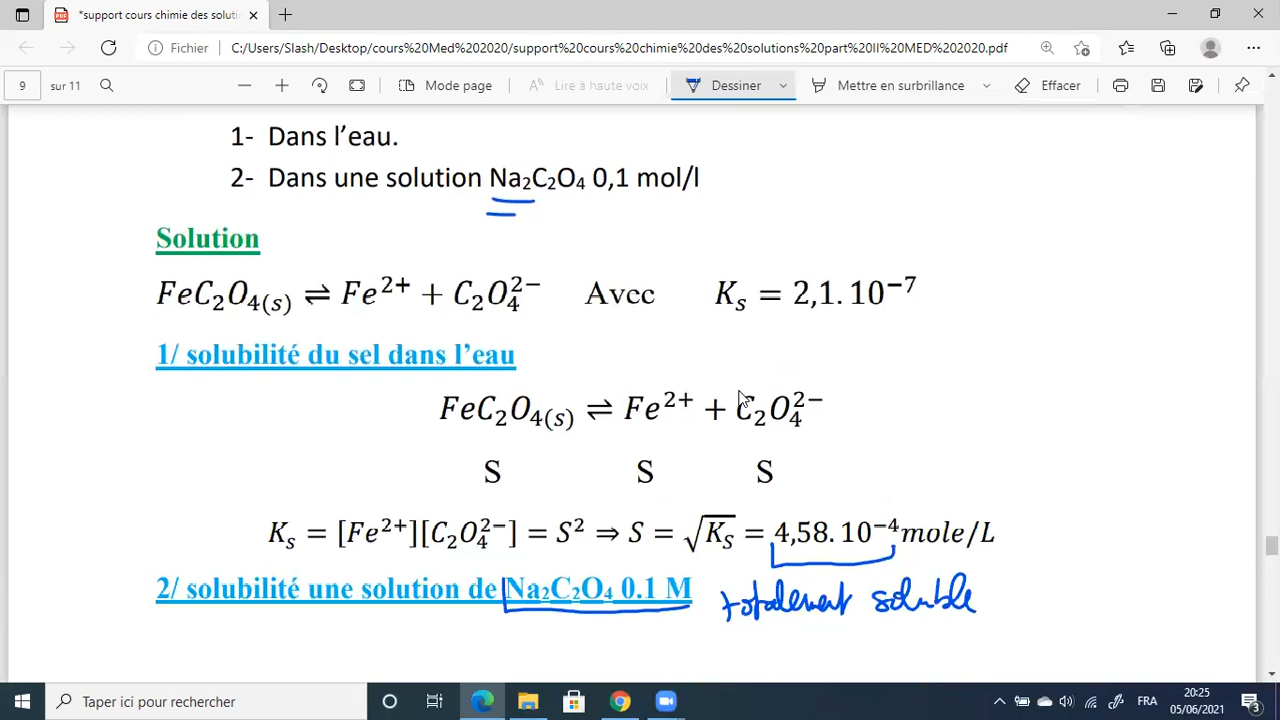 *support cours chimie des soluti
Fichier C:/Users/Slash/Desktop/cours%20Med%202020/support%20cours%20chimie%20des%20solutions%20part%20II%20MED%202020.pdf
9 sur 11 Mode page Lire à haute voix Dessiner Mettre en surbrillance Effacer
1- Dans l’eau.
2- Dans une solution Na₂C₂O₄ 0,1 mol/l
Solution
FeC₂O₄₍ₛ₎ ⇌ Fe²⁺ + C₂O₄²⁻ Avec Kₛ = 2,1. 10⁻⁷
1/ solubilité du sel dans l’eau
FeC₂O₄₍ₛ₎ ⇌ Fe²⁺ + C₂O₄²⁻
S S S
Kₛ = [Fe²⁺][C₂O₄²⁻] = S² ⇒ S = √Kₛ = 4,58. 10⁻⁴mole/L
2/ solubilité une solution de Na₂C₂O₄ 0.1 M totalement soluble
Taper ici pour rechercher FRA 20:25
05/06/2021 3